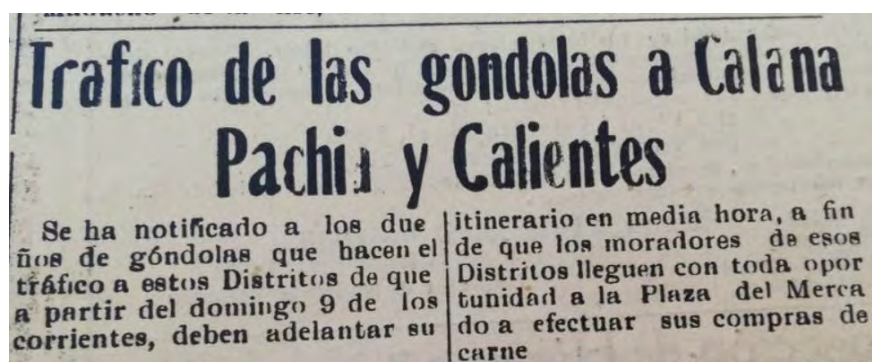 Trafico de las gondolas a Calana
Pachia y Calientes
Se ha notificado a los due
ños de góndolas que hacen el
tráfico a estos Distritos de que
a partir del domingo 9 de los
corrientes, deben adelantar su
itinerario en media hora, a fin
de que los moradores de esos
Distritos lleguen con toda opor
tunidad a la Plaza del Merca
do a efectuar sus compras de
carne